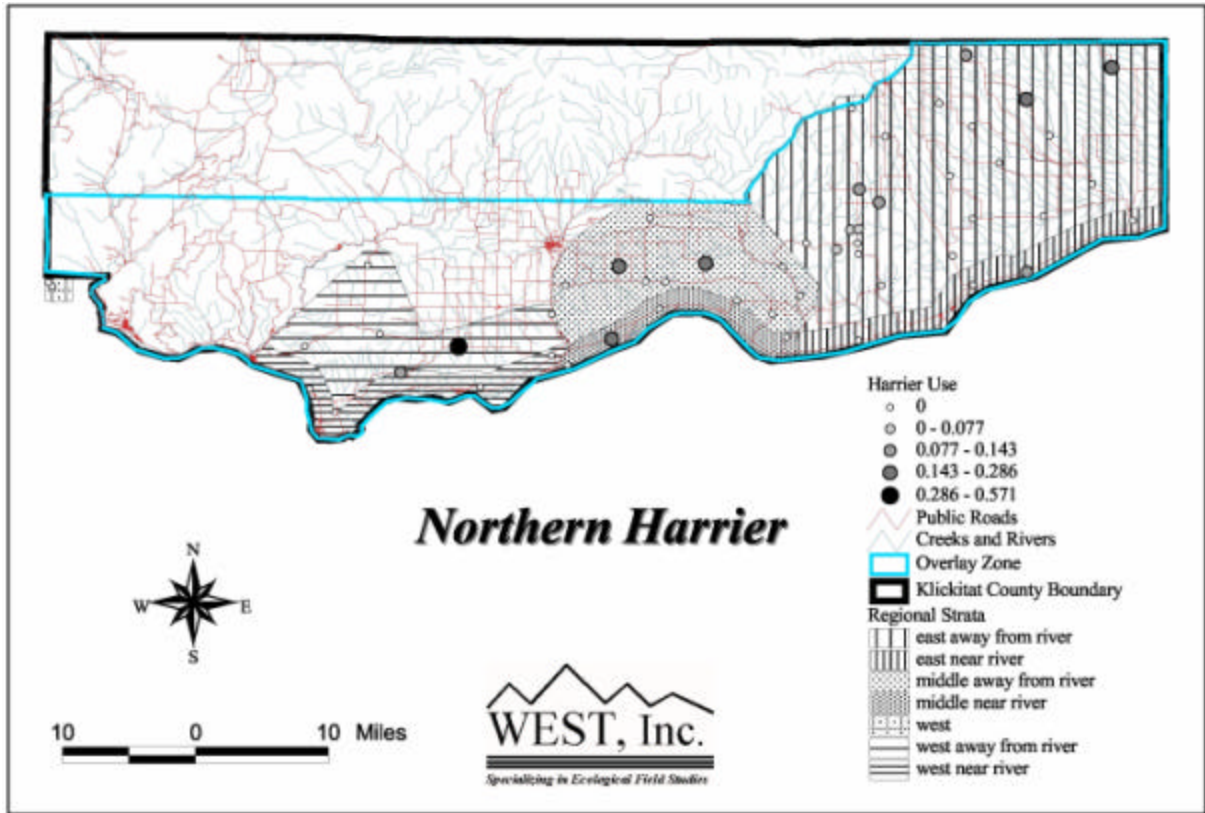 Harrier Use
0
0 - 0.077
0.077 - 0.143
0.143 - 0.286
0.286 - 0.571
Public Roads
Creeks and Rivers
Overlay Zone
Klickitat County Boundary
Regional Strata
east away from river
east near river
middle away from river
middle near river
west
west away from river
west near river
Northern Harrier
N
W E
S
10 0 10 Miles
WEST, Inc.
Specializing in Ecological Field Studies